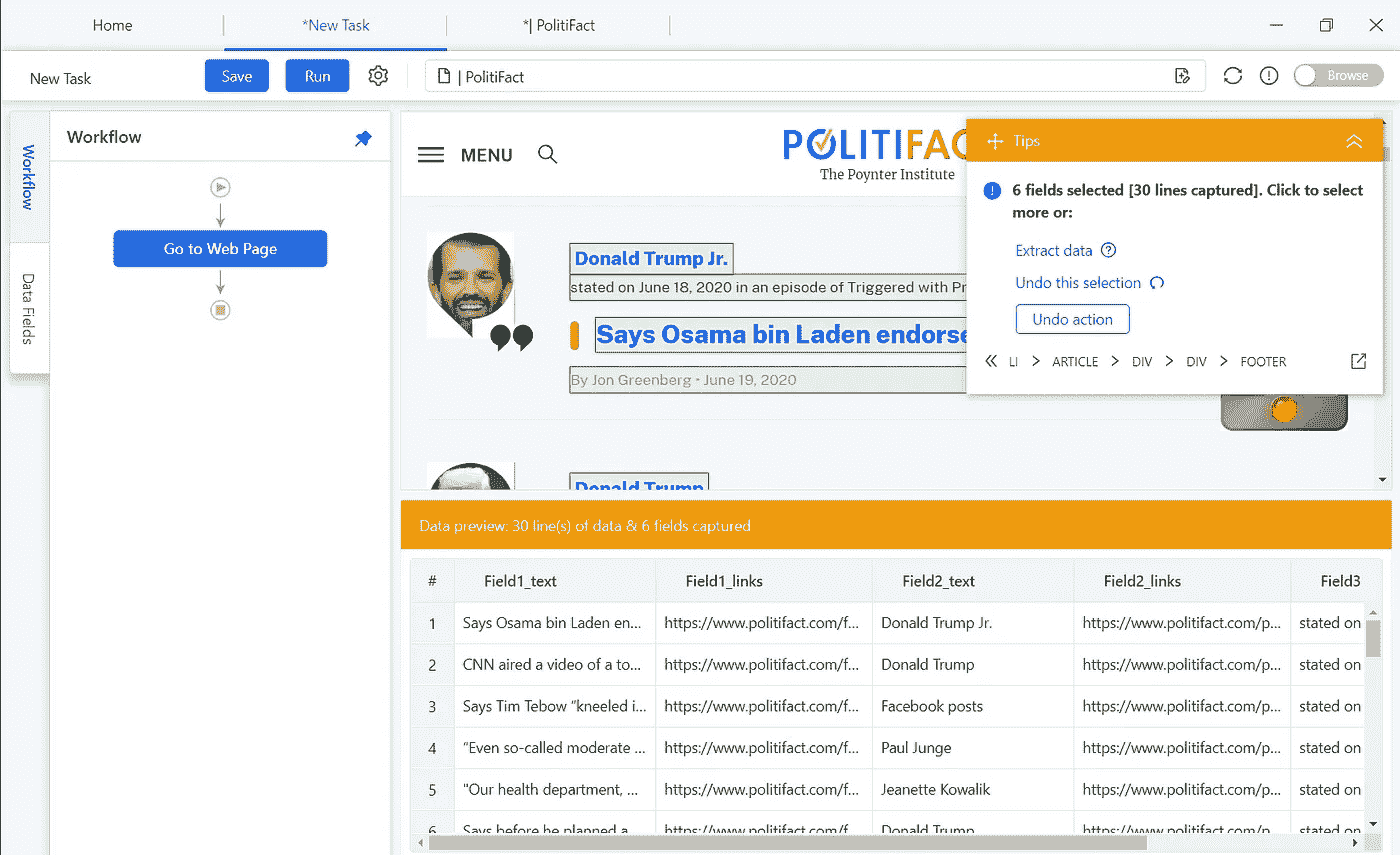 Home
*New Task
*| PolitiFact
New Task
Save
Run
| PolitiFact
Browse
Workflow
Data Fields
Workflow
Go to Web Page
MENU
POLITIFAC
The Poynter Institute
Donald Trump Jr.
stated on June 18, 2020 in an episode of Triggered with Pr
Says Osama bin Laden endorse
By Jon Greenberg • June 19, 2020
Donald Trump
Tips
6 fields selected [30 lines captured]. Click to select
more or:
Extract data
Undo this selection
Undo action
LI > ARTICLE > DIV > DIV > FOOTER
Data preview: 30 line(s) of data & 6 fields captured
# Field1_text Field1_links Field2_text Field2_links Field3
1 Says Osama bin Laden en... https://www.politifact.com/f... Donald Trump Jr. https://www.politifact.com/p... stated on
2 CNN aired a video of a to... https://www.politifact.com/f... Donald Trump https://www.politifact.com/p... stated on
3 Says Tim Tebow “kneeled i... https://www.politifact.com/f... Facebook posts https://www.politifact.com/p... stated on
4 “Even so-called moderate ... https://www.politifact.com/f... Paul Junge https://www.politifact.com/p... stated on
5 "Our health department, ... https://www.politifact.com/f... Jeanette Kowalik https://www.politifact.com/p... stated on
6 Says before he planned a https://www.politifact.com/f... Donald Trump https://www.politifact.com/p... stated on